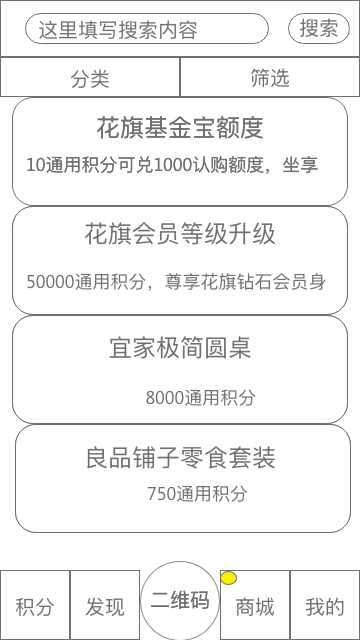 这里填写搜索内容 搜索
分类 筛选
花旗基金宝额度
10通用积分可兑1000认购额度，坐享
花旗会员等级升级
50000通用积分，尊享花旗钻石会员身
宜家极简圆桌
8000通用积分
良品铺子零食套装
750通用积分
积分 发现 二维码 商城 我的